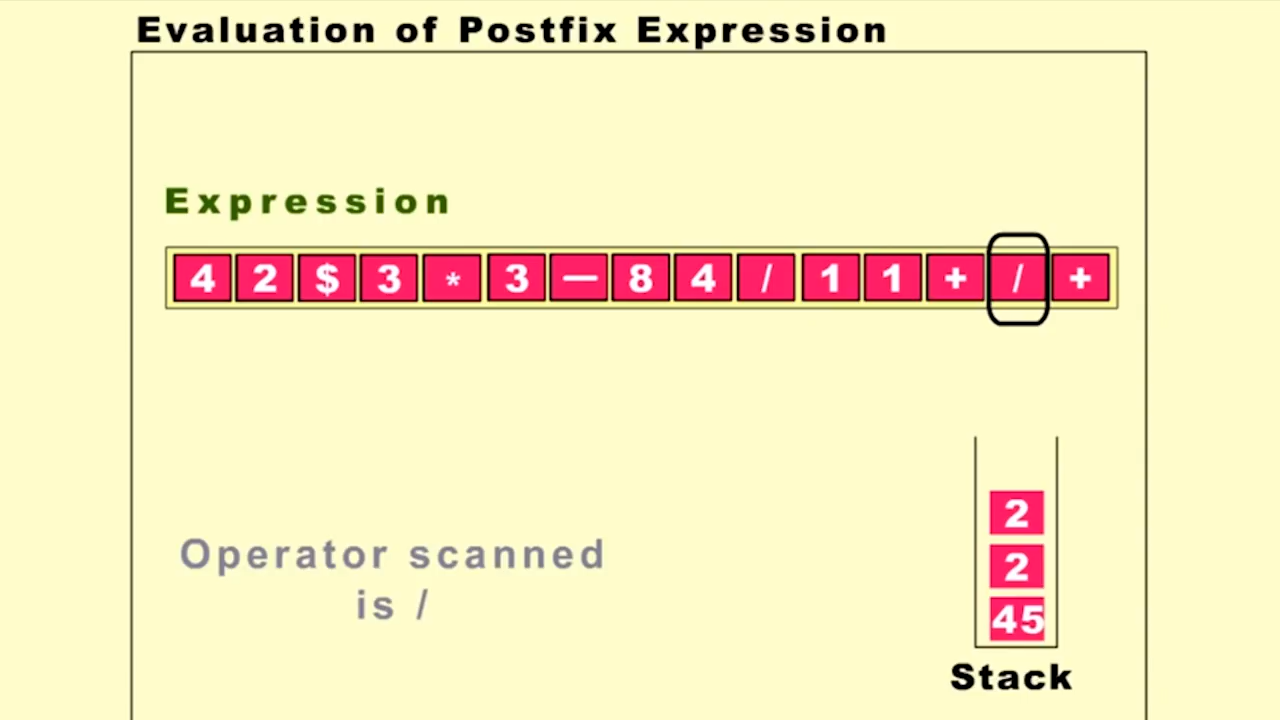 Evaluation of Postfix Expression
Expression
4 2 $ 3 * 3 — 8 4 / 1 1 + / +
2
2
45
Operator scanned
is /
Stack